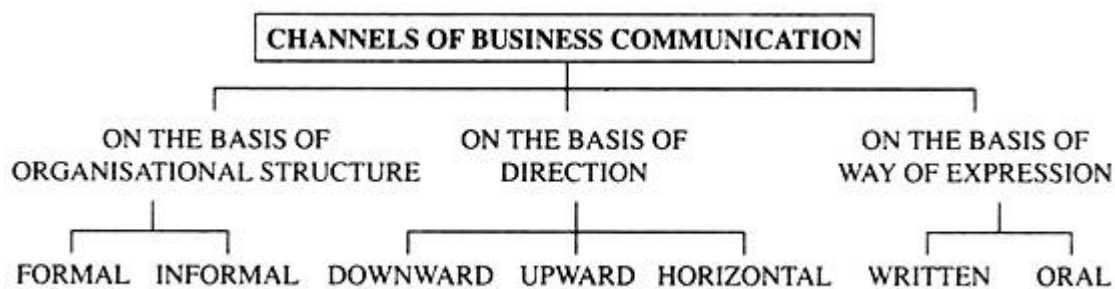 CHANNELS OF BUSINESS COMMUNICATION
ON THE BASIS OF
ORGANISATIONAL STRUCTURE
ON THE BASIS OF
DIRECTION
ON THE BASIS OF
WAY OF EXPRESSION
FORMAL INFORMAL DOWNWARD UPWARD HORIZONTAL WRITTEN ORAL